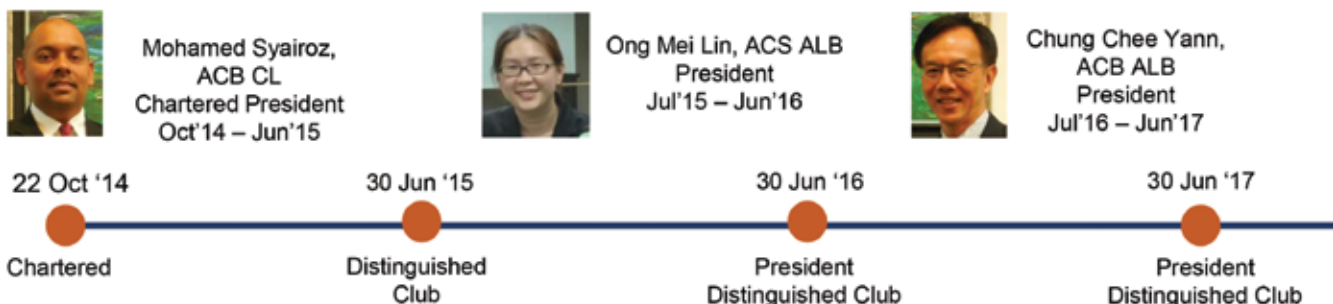 Mohamed Syairoz,
ACB CL
Chartered President
Oct'14 – Jun'15
Ong Mei Lin, ACS ALB
President
Jul'15 – Jun'16
Chung Chee Yann,
ACB ALB
President
Jul'16 – Jun'17
22 Oct ‘14
30 Jun ‘15
30 Jun ‘16
30 Jun ‘17
Chartered
Distinguished
Club
President
Distinguished Club
President
Distinguished Club